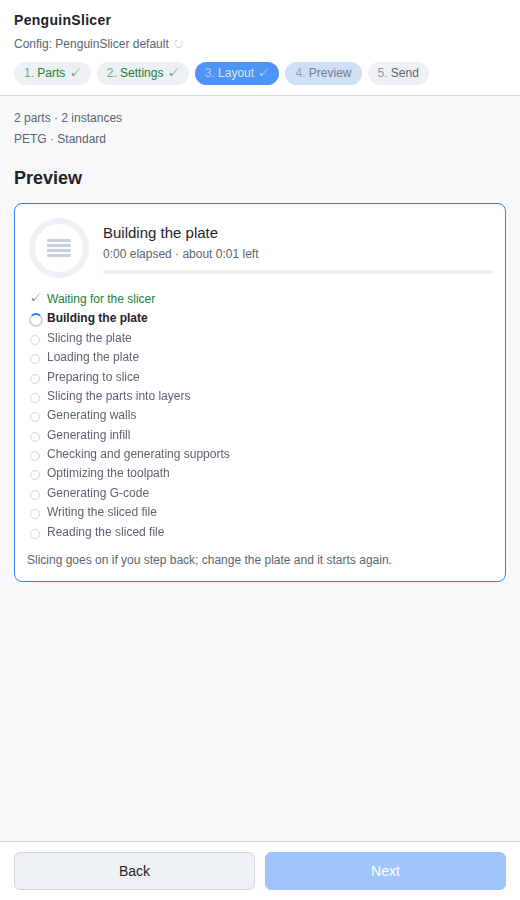 PenguinSlicer
Config: PenguinSlicer default
1. Parts ✓ 2. Settings ✓ 3. Layout ✓ 4. Preview 5. Send
2 parts · 2 instances
PETG · Standard
Preview
Building the plate
0:00 elapsed · about 0:01 left
✓ Waiting for the slicer
Building the plate
Slicing the plate
Loading the plate
Preparing to slice
Slicing the parts into layers
Generating walls
Generating infill
Checking and generating supports
Optimizing the toolpath
Generating G-code
Writing the sliced file
Reading the sliced file
Slicing goes on if you step back; change the plate and it starts again.
Back Next